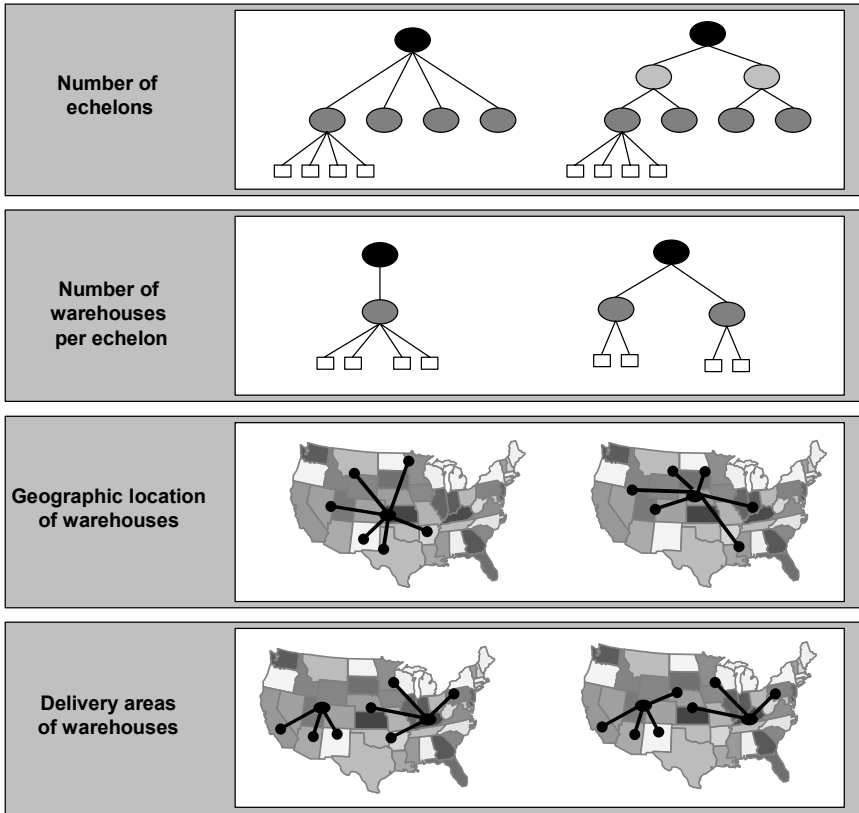 Number of
echelons
Number of
warehouses
per echelon
Geographic location
of warehouses
Delivery areas
of warehouses